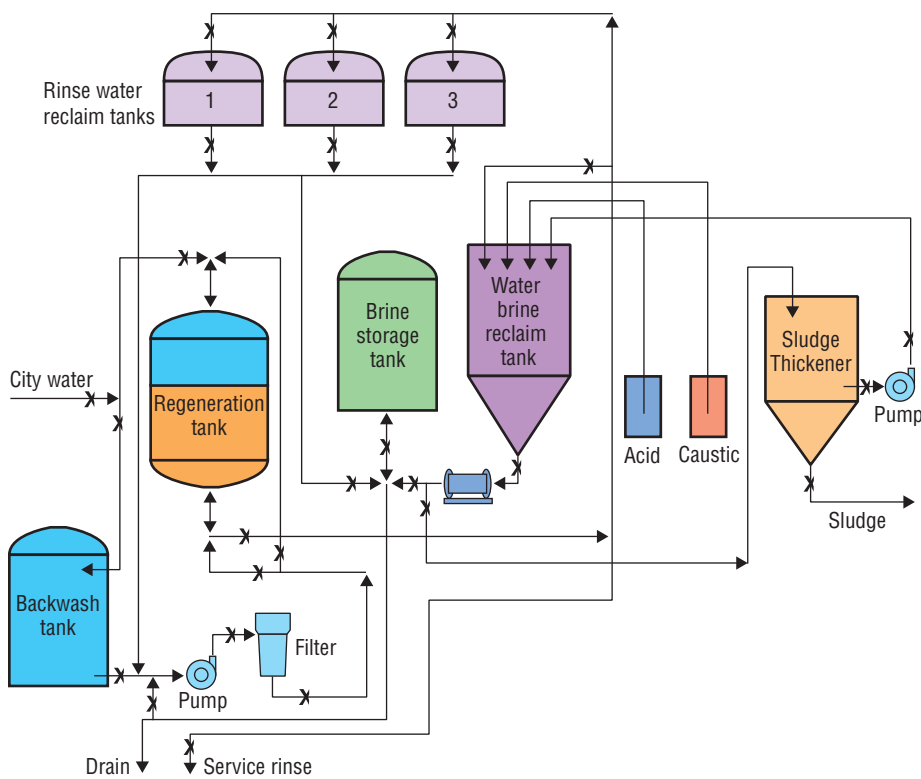 Rinse water
reclaim tanks
1
2
3
Water
brine
reclaim
tank
Brine
storage
tank
Sludge
Thickener
City water
Regeneration
tank
Pump
Acid
Caustic
Sludge
Backwash
tank
Filter
Pump
Drain
Service rinse